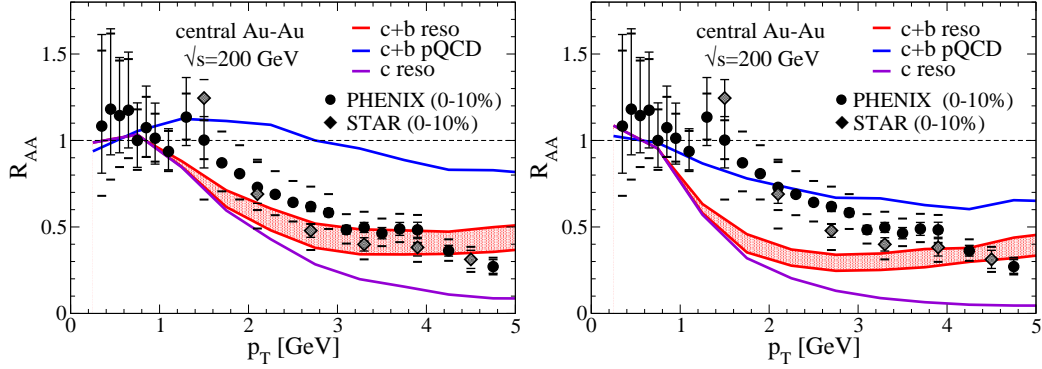 central Au-Au
√s=200 GeV
c+b reso
c+b pQCD
c reso
PHENIX (0-10%)
STAR (0-10%)
R_AA
1.5
1
0.5
0
0 1 2 3 4 5
p_T [GeV]
central Au-Au
√s=200 GeV
c+b reso
c+b pQCD
c reso
PHENIX (0-10%)
STAR (0-10%)
R_AA
1.5
1
0.5
0
0 1 2 3 4 5
p_T [GeV]